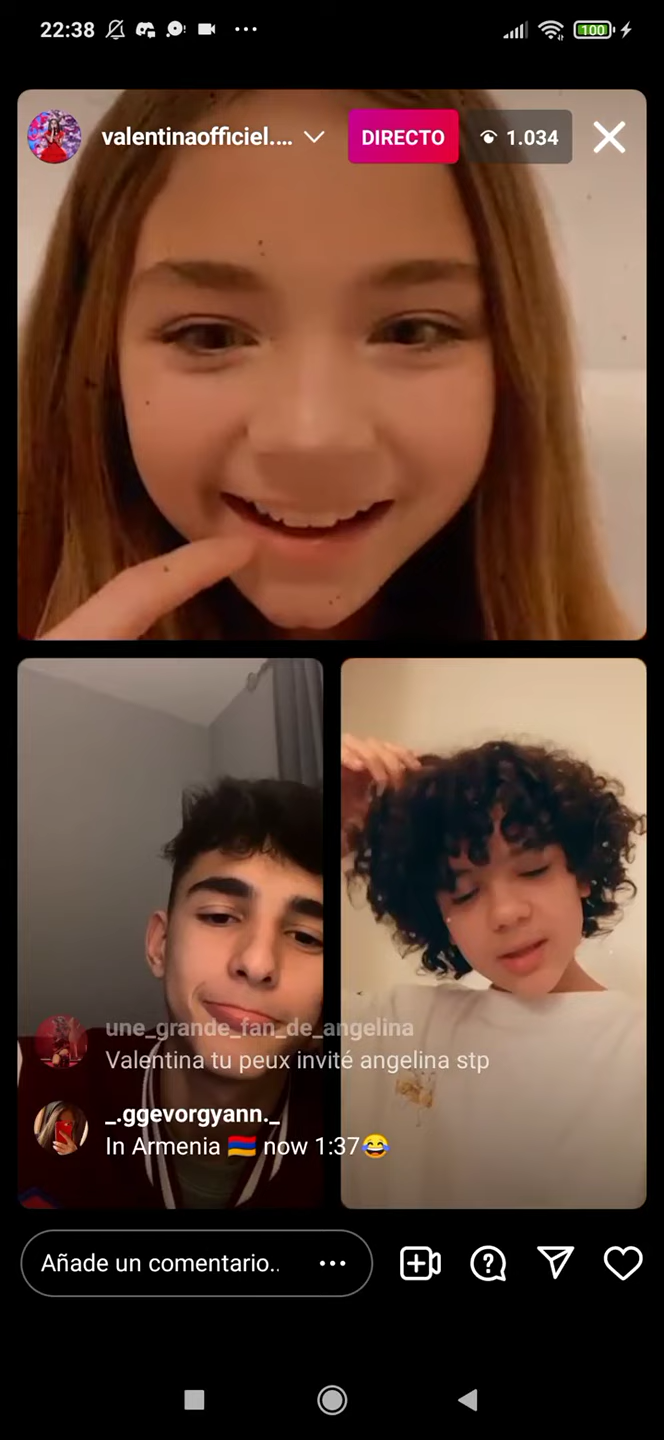 22:38
100
valentinaofficiel....
DIRECTO
1.034
une_grande_fan_de_angelina
Valentina tu peux invité angelina stp
_.ggevorgyann._
In Armenia 🇦🇲 now 1:37😂
Añade un comentario..